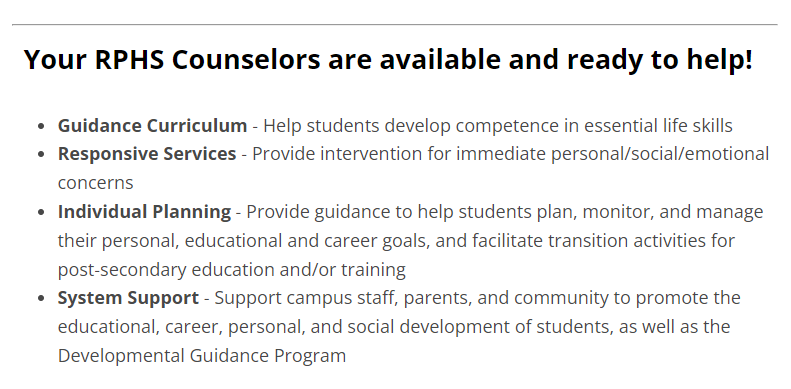 Your RPHS Counselors are available and ready to help!
• Guidance Curriculum - Help students develop competence in essential life skills
• Responsive Services - Provide intervention for immediate personal/social/emotional
concerns
• Individual Planning - Provide guidance to help students plan, monitor, and manage
their personal, educational and career goals, and facilitate transition activities for
post-secondary education and/or training
• System Support - Support campus staff, parents, and community to promote the
educational, career, personal, and social development of students, as well as the
Developmental Guidance Program